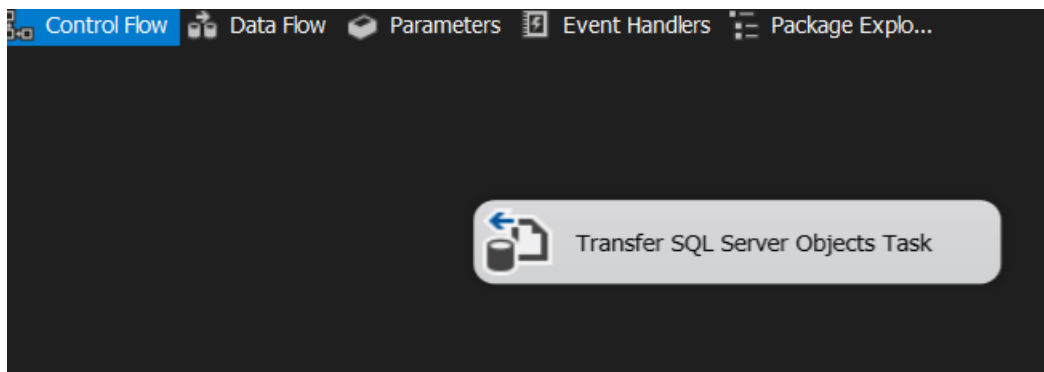 Control Flow Data Flow Parameters Event Handlers Package Explo...
Transfer SQL Server Objects Task